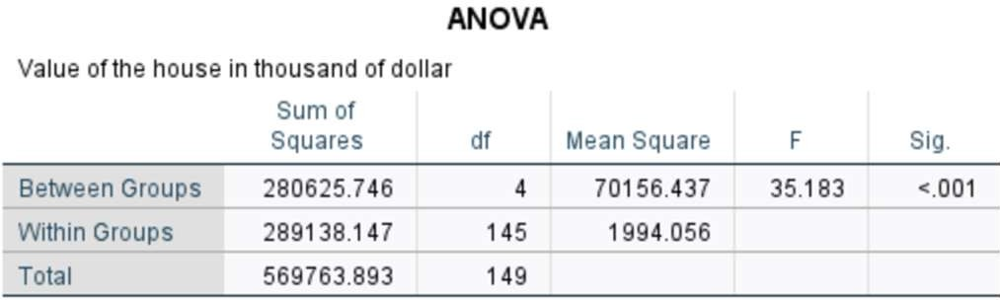 ANOVA
Value of the house in thousand of dollar
Sum of Squares df Mean Square F Sig.
Between Groups 280625.746 4 70156.437 35.183 <.001
Within Groups 289138.147 145 1994.056
Total 569763.893 149